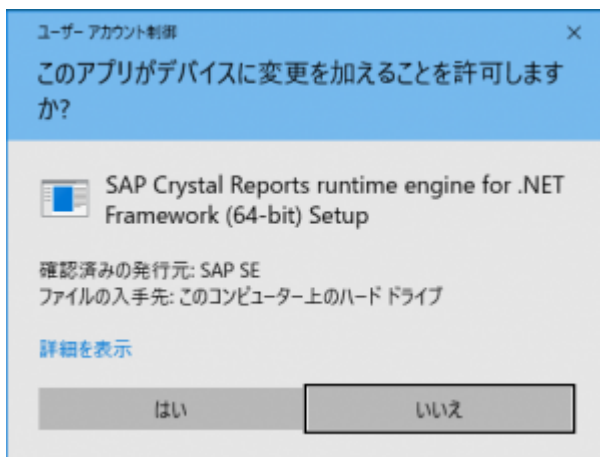 ユーザー アカウント制御
このアプリがデバイスに変更を加えることを許可します
か?
SAP Crystal Reports runtime engine for .NET
Framework (64-bit) Setup
確認済みの発行元: SAP SE
ファイルの入手先: このコンピューター上のハード ドライブ
詳細を表示
はい
いいえ